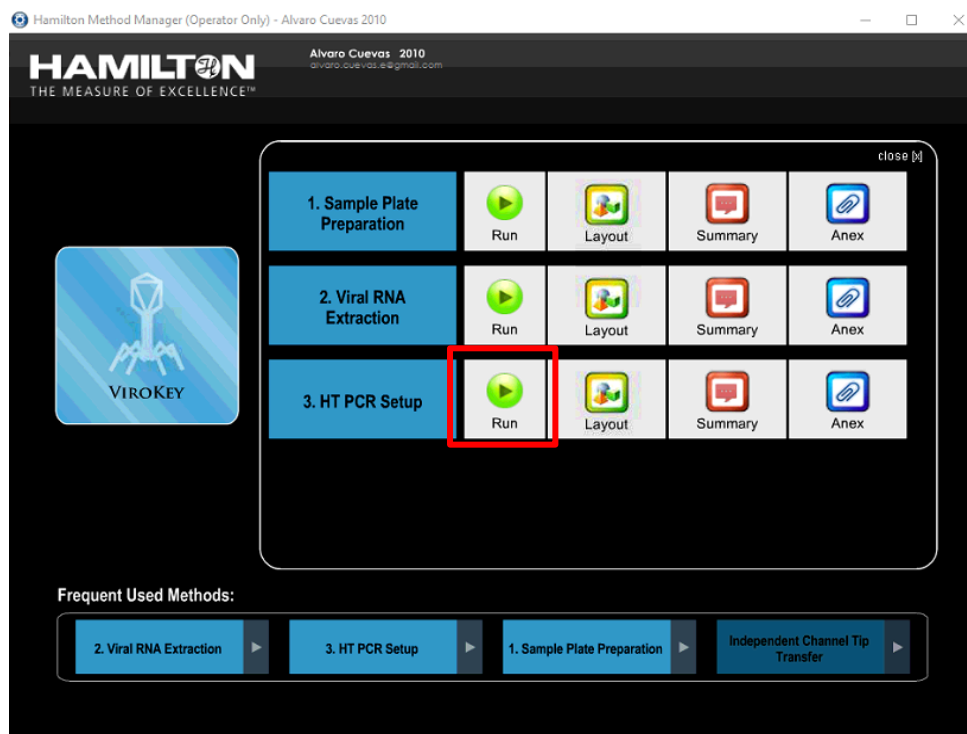 Hamilton Method Manager (Operator Only) - Alvaro Cuevas 2010
HAMILTON
THE MEASURE OF EXCELLENCE™
Alvaro Cuevas 2010
alvaro.cuevas.e@gmail.com
close [x]
1. Sample Plate
Preparation
Run
Layout
Summary
Anex
2. Viral RNA
Extraction
Run
Layout
Summary
Anex
VIROKEY
3. HT PCR Setup
Run
Layout
Summary
Anex
Frequent Used Methods:
2. Viral RNA Extraction
3. HT PCR Setup
1. Sample Plate Preparation
Independent Channel Tip
Transfer